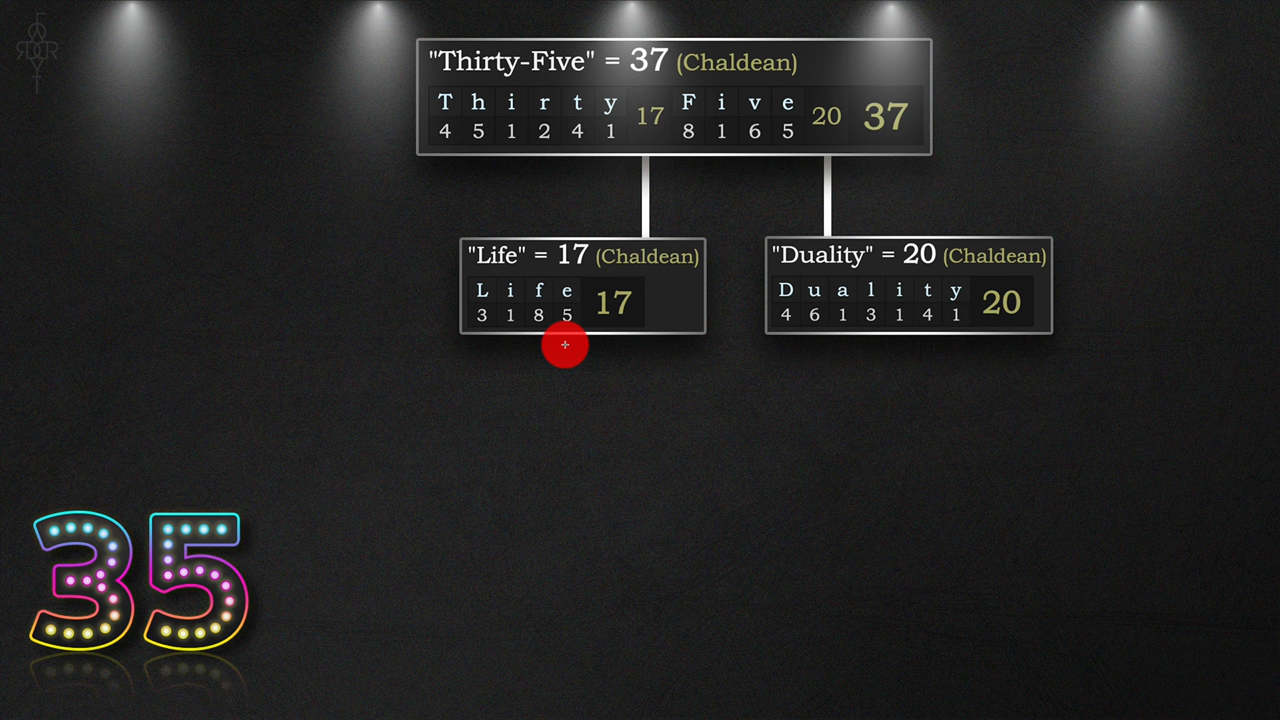 "Thirty-Five" = 37 (Chaldean)
T h i r t y 17 F i v e 20 37
4 5 1 2 4 1 8 1 6 5
"Life" = 17 (Chaldean)
L i f e 17
3 1 8 5
"Duality" = 20 (Chaldean)
D u a l i t y 20
4 6 1 3 1 4 1
35